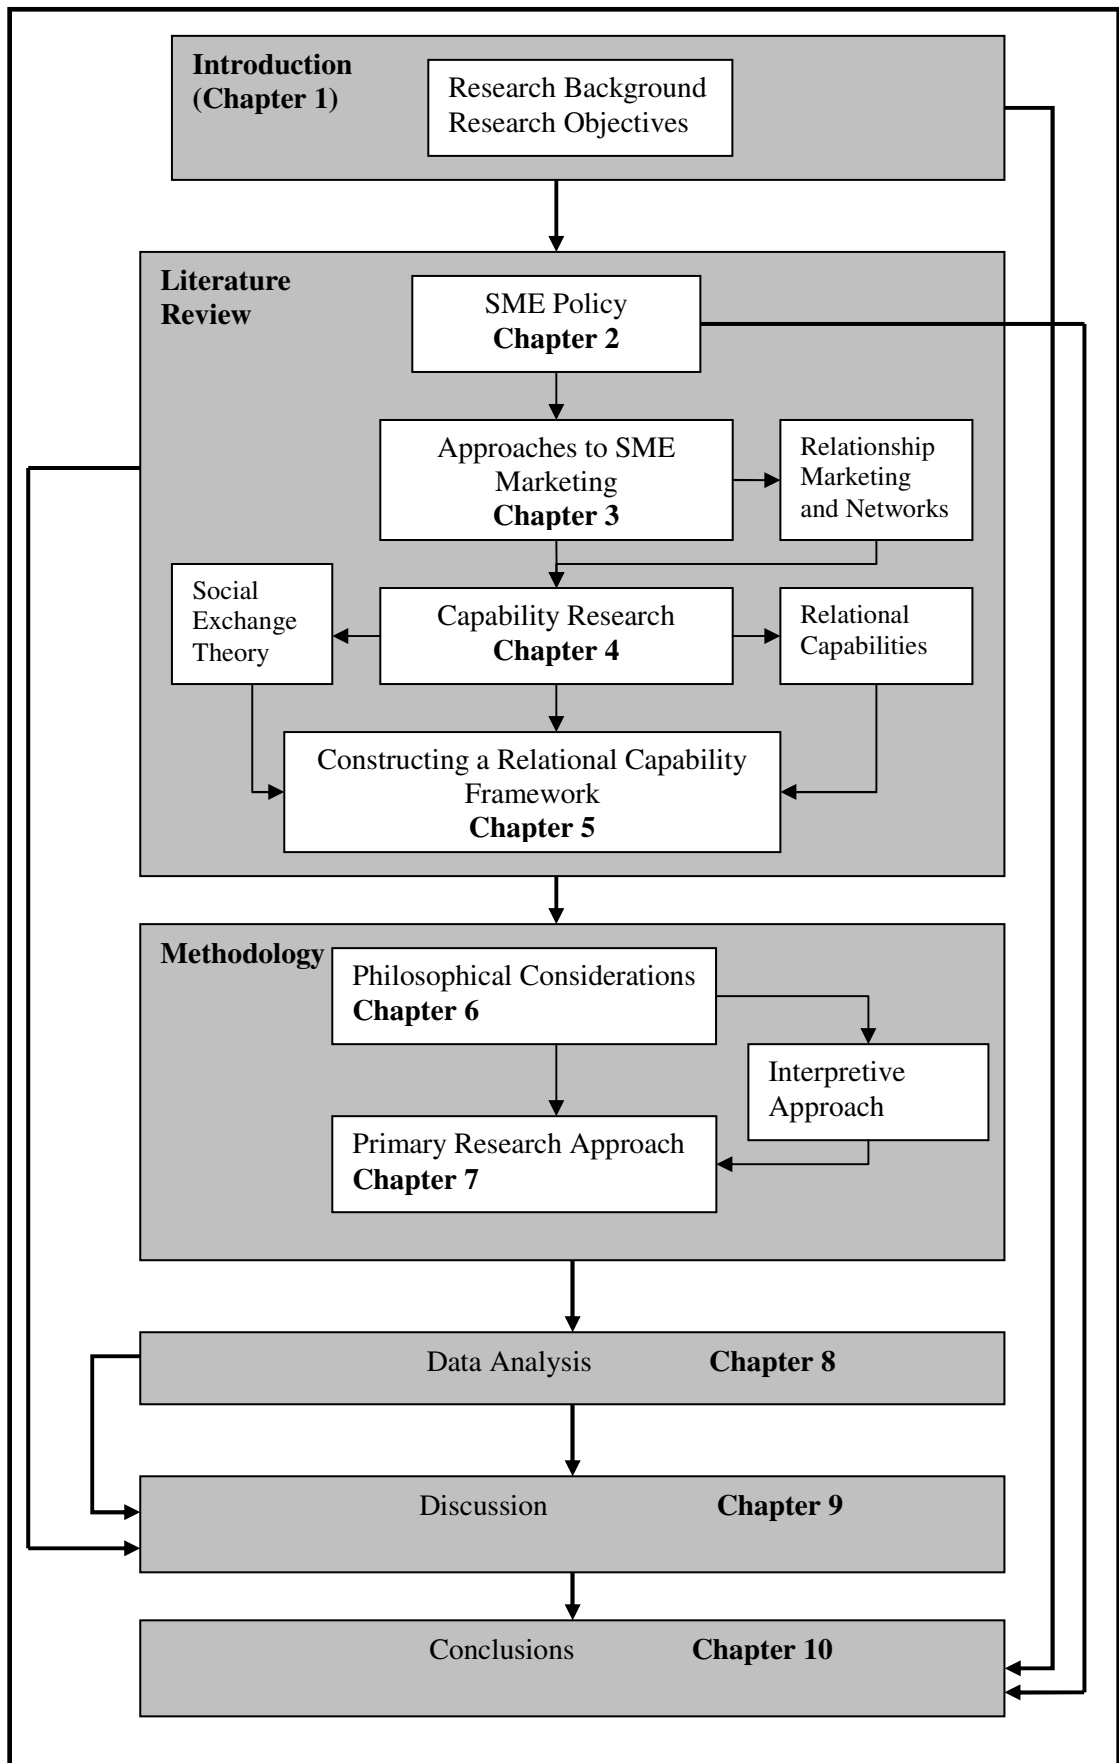 Introduction
(Chapter 1)
Research Background
Research Objectives
Literature
Review
SME Policy
Chapter 2
Approaches to SME
Marketing
Chapter 3
Relationship
Marketing
and Networks
Social
Exchange
Theory
Capability Research
Chapter 4
Relational
Capabilities
Constructing a Relational Capability
Framework
Chapter 5
Methodology
Philosophical Considerations
Chapter 6
Interpretive
Approach
Primary Research Approach
Chapter 7
Data Analysis Chapter 8
Discussion Chapter 9
Conclusions Chapter 10